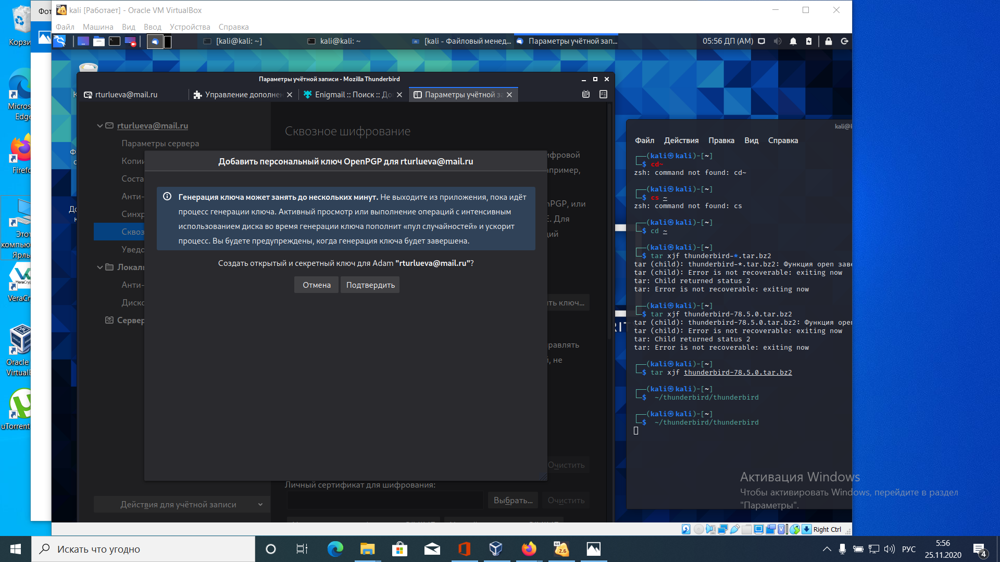 Фот
kali [Работает] - Oracle VM VirtualBox
Файл Машина Вид Ввод Устройства Справка
[kali@kali: ~]
kali@kali: ~
[kali - Файловый менед...
Параметры учётной зап...
05:56 ДП (AM)
Корзи
Micros
Edge
Firefo
Этот
компью
Ярлы
VeraCr
Oracle
VirtualB
uTorrent
Параметры учётной записи - Mozilla Thunderbird
rturlueva@mail.ru
Управление дополнен
Enigmail :: Поиск :: До
Параметры учётной за
rturlueva@mail.ru
Параметры сервера
Копи
Соста
Анти-
Синхр
Сквоз
Уведо
Локаль
Анти-
Диско
Сервер
Действия для учётной записи
Сквозное шифрование
ифровой
апример,
nPGP, или
E. Для
ций
ть ключ...
равлять
й, не
Очистить
Личный сертификат для шифрования:
Выбрать...
Очистить
Добавить персональный ключ OpenPGP для rturlueva@mail.ru
Генерация ключа может занять до нескольких минут. Не выходите из приложения, пока идёт
процесс генерации ключа. Активный просмотр или выполнение операций с интенсивным
использованием диска во время генерации ключа пополнит «пул случайностей» и ускорит
процесс. Вы будете предупреждены, когда генерация ключа будет завершена.
Создать открытый и секретный ключ для Adam "rturlueva@mail.ru"?
Отмена
Подтвердить
kali@k
Файл Действия Правка Вид Справка
┌──(kali㉿kali)-[~]
└─$ cd~
zsh: command not found: cd~
┌──(kali㉿kali)-[~]
└─$ cs ~
zsh: command not found: cs
┌──(kali㉿kali)-[~]
└─$ cd ~
┌──(kali㉿kali)-[~]
└─$ tar xjf thunderbird-*.tar.bz2
tar (child): thunderbird-*.tar.bz2: Функция open заве
tar (child): Error is not recoverable: exiting now
tar: Child returned status 2
tar: Error is not recoverable: exiting now
┌──(kali㉿kali)-[~]
└─$ tar xjf thunderbird-78.5.0.tar.bz2
tar (child): thunderbird-78.5.0.tar.bz2: Функция open
tar (child): Error is not recoverable: exiting now
tar: Child returned status 2
tar: Error is not recoverable: exiting now
┌──(kali㉿kali)-[~]
└─$ tar xjf thunderbird-78.5.0.tar.bz2
┌──(kali㉿kali)-[~]
└─$ ~/thunderbird/thunderbird
┌──(kali㉿kali)-[~]
└─$ ~/thunderbird/thunderbird
Активация Windows
Чтобы активировать Windows, перейдите в раздел
"Параметры".
Right Ctrl
Искать что угодно
РУС
5:56
25.11.2020
4